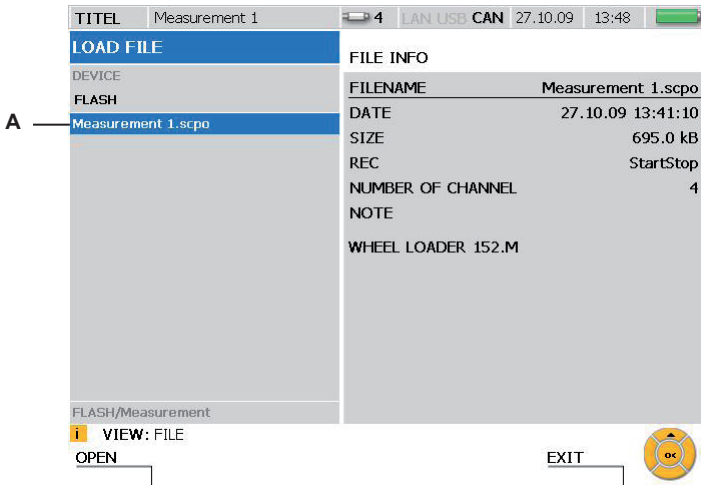 TITEL Measurement 1 4 LAN USB CAN 27.10.09 13:48
LOAD FILE
DEVICE
FLASH
A
Measurement 1.scpo
FLASH/Measurement
FILE INFO
FILENAME Measurement 1.scpo
DATE 27.10.09 13:41:10
SIZE 695.0 kB
REC StartStop
NUMBER OF CHANNEL 4
NOTE
WHEEL LOADER 152.M
i VIEW: FILE
OPEN EXIT OK